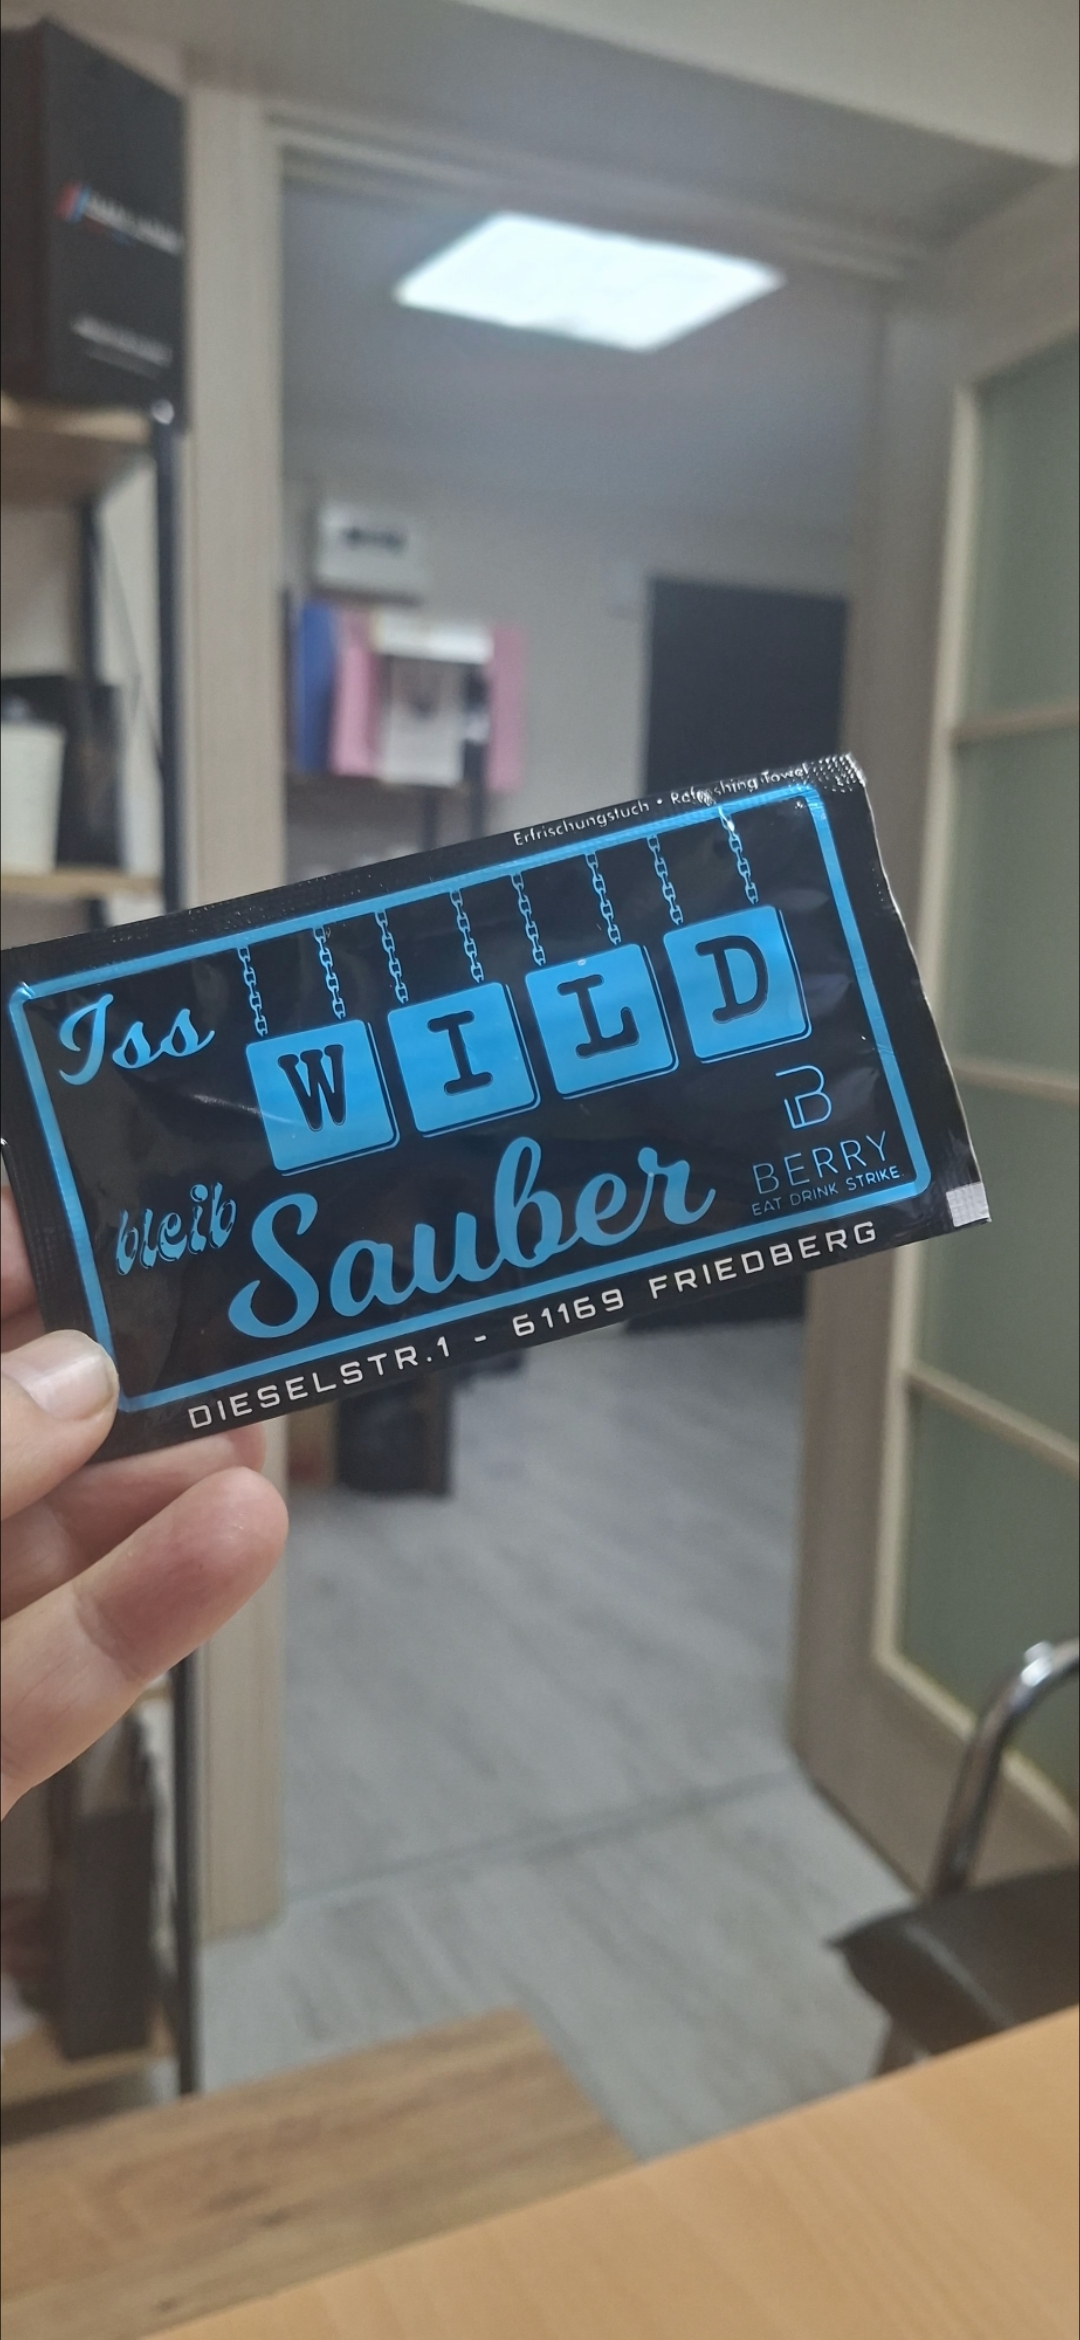 Erfrischungstuch • Refreshing Towel
Iss WILD
bleib Sauber
B
BERRY
EAT DRINK STRIKE
DIESELSTR.1 - 61169 FRIEDBERG